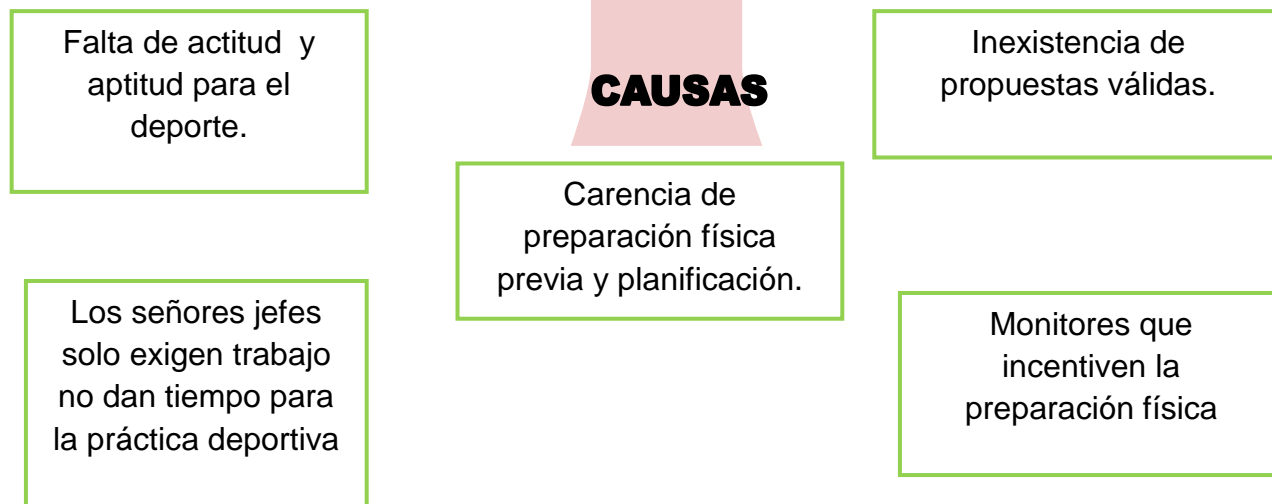 Falta de actitud y
aptitud para el
deporte.
CAUSAS
Inexistencia de
propuestas válidas.
Carencia de
preparación física
previa y planificación.
Los señores jefes
solo exigen trabajo
no dan tiempo para
la práctica deportiva
Monitores que
incentiven la
preparación física